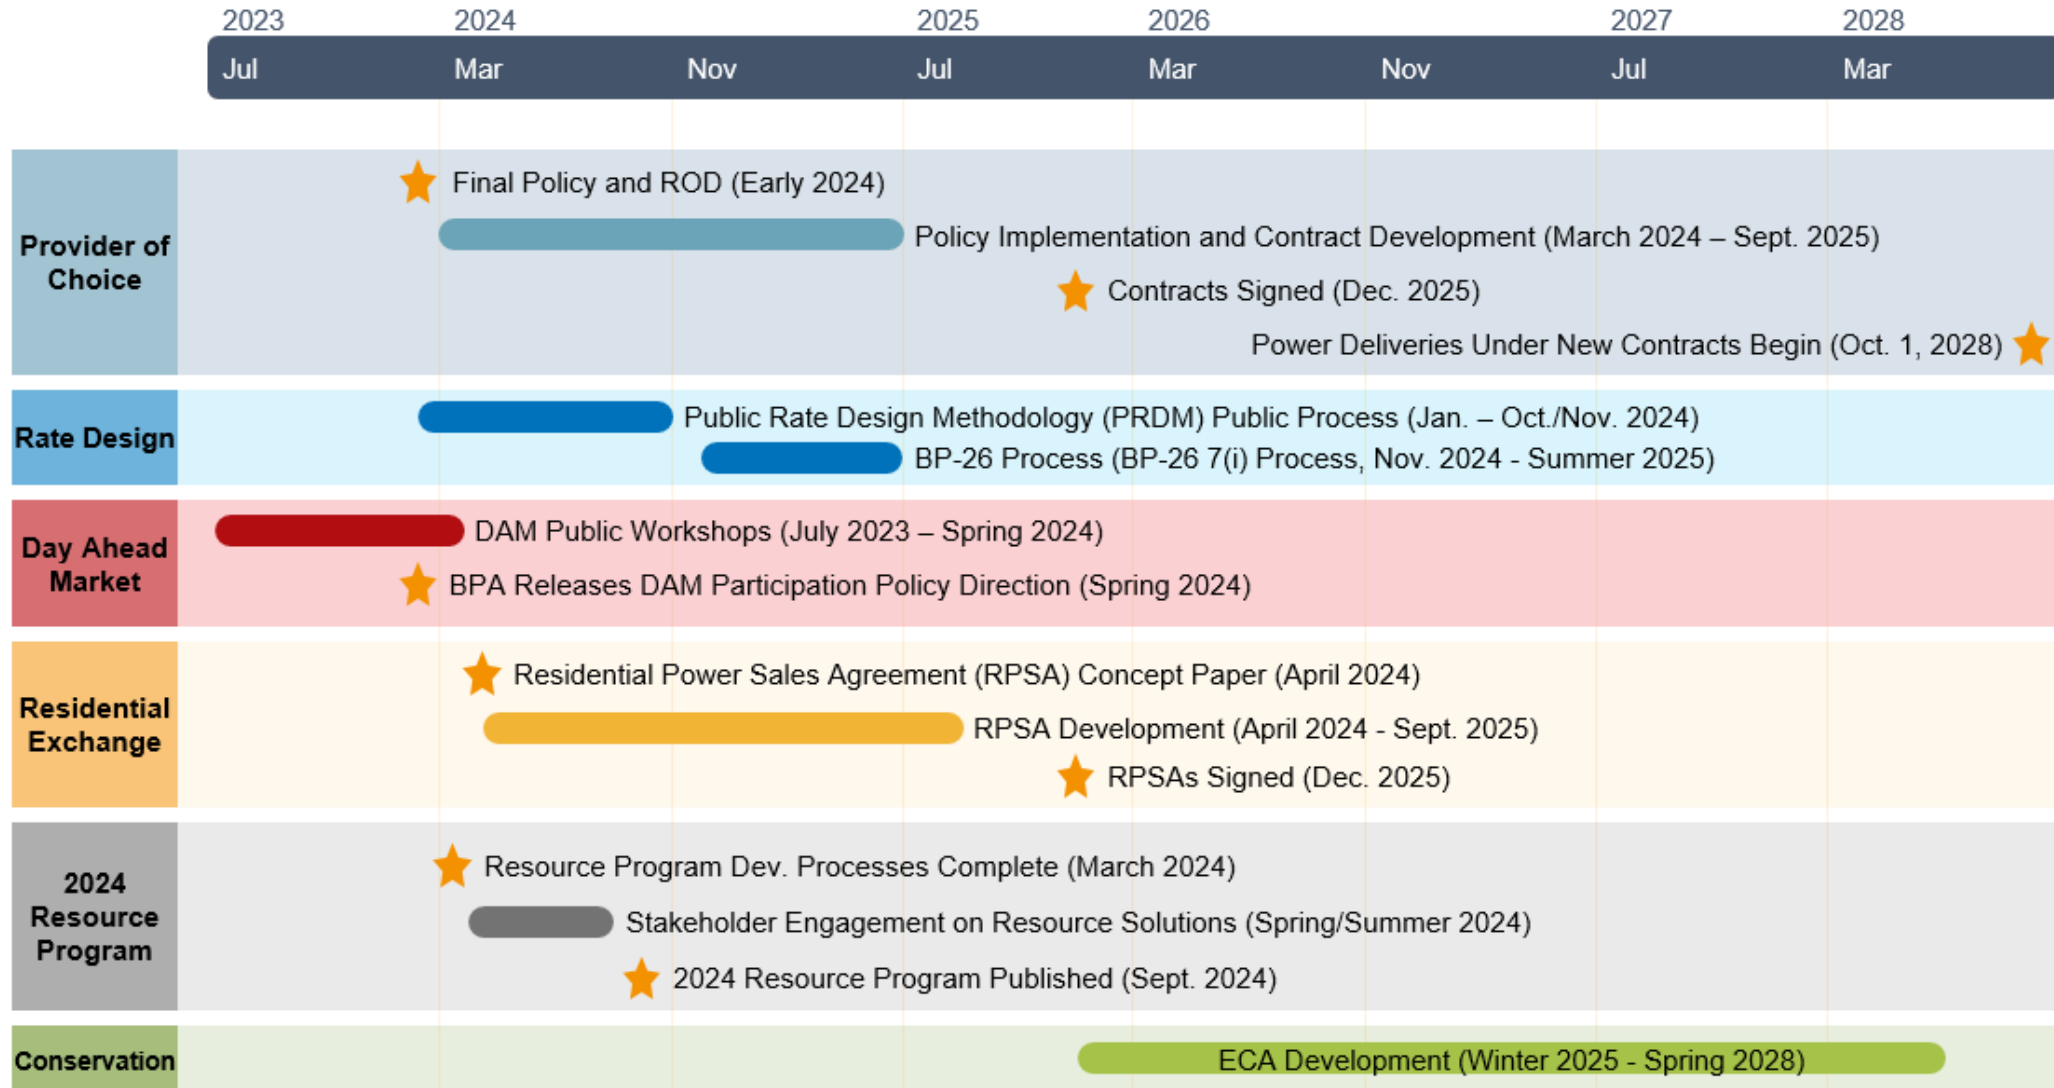 2023 2024 2025 2026 2027 2028
Jul Mar Nov Jul Mar Nov Jul Mar
Provider of
Choice
Final Policy and ROD (Early 2024)
Policy Implementation and Contract Development (March 2024 – Sept. 2025)
Contracts Signed (Dec. 2025)
Power Deliveries Under New Contracts Begin (Oct. 1, 2028)
Rate Design
Public Rate Design Methodology (PRDM) Public Process (Jan. – Oct./Nov. 2024)
BP-26 Process (BP-26 7(i) Process, Nov. 2024 - Summer 2025)
Day Ahead
Market
DAM Public Workshops (July 2023 – Spring 2024)
BPA Releases DAM Participation Policy Direction (Spring 2024)
Residential
Exchange
Residential Power Sales Agreement (RPSA) Concept Paper (April 2024)
RPSA Development (April 2024 - Sept. 2025)
RPSAs Signed (Dec. 2025)
2024
Resource
Program
Resource Program Dev. Processes Complete (March 2024)
Stakeholder Engagement on Resource Solutions (Spring/Summer 2024)
2024 Resource Program Published (Sept. 2024)
Conservation
ECA Development (Winter 2025 - Spring 2028)